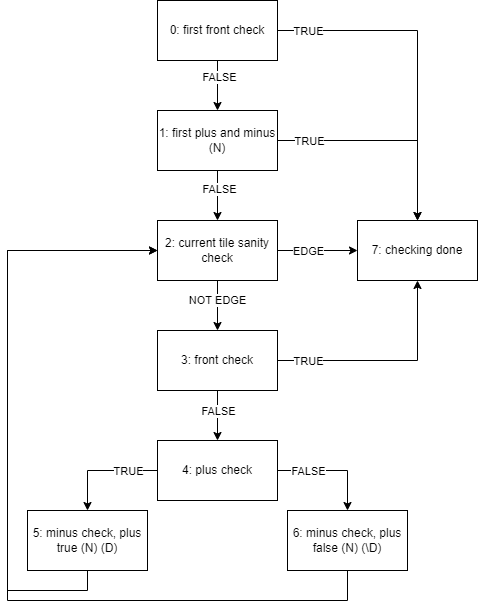 0: first front check
TRUE
FALSE
1: first plus and minus
(N)
TRUE
FALSE
2: current tile sanity
check
EDGE
7: checking done
NOT EDGE
3: front check
TRUE
FALSE
4: plus check
TRUE
FALSE
5: minus check, plus
true (N) (D)
6: minus check, plus
false (N) (\D)